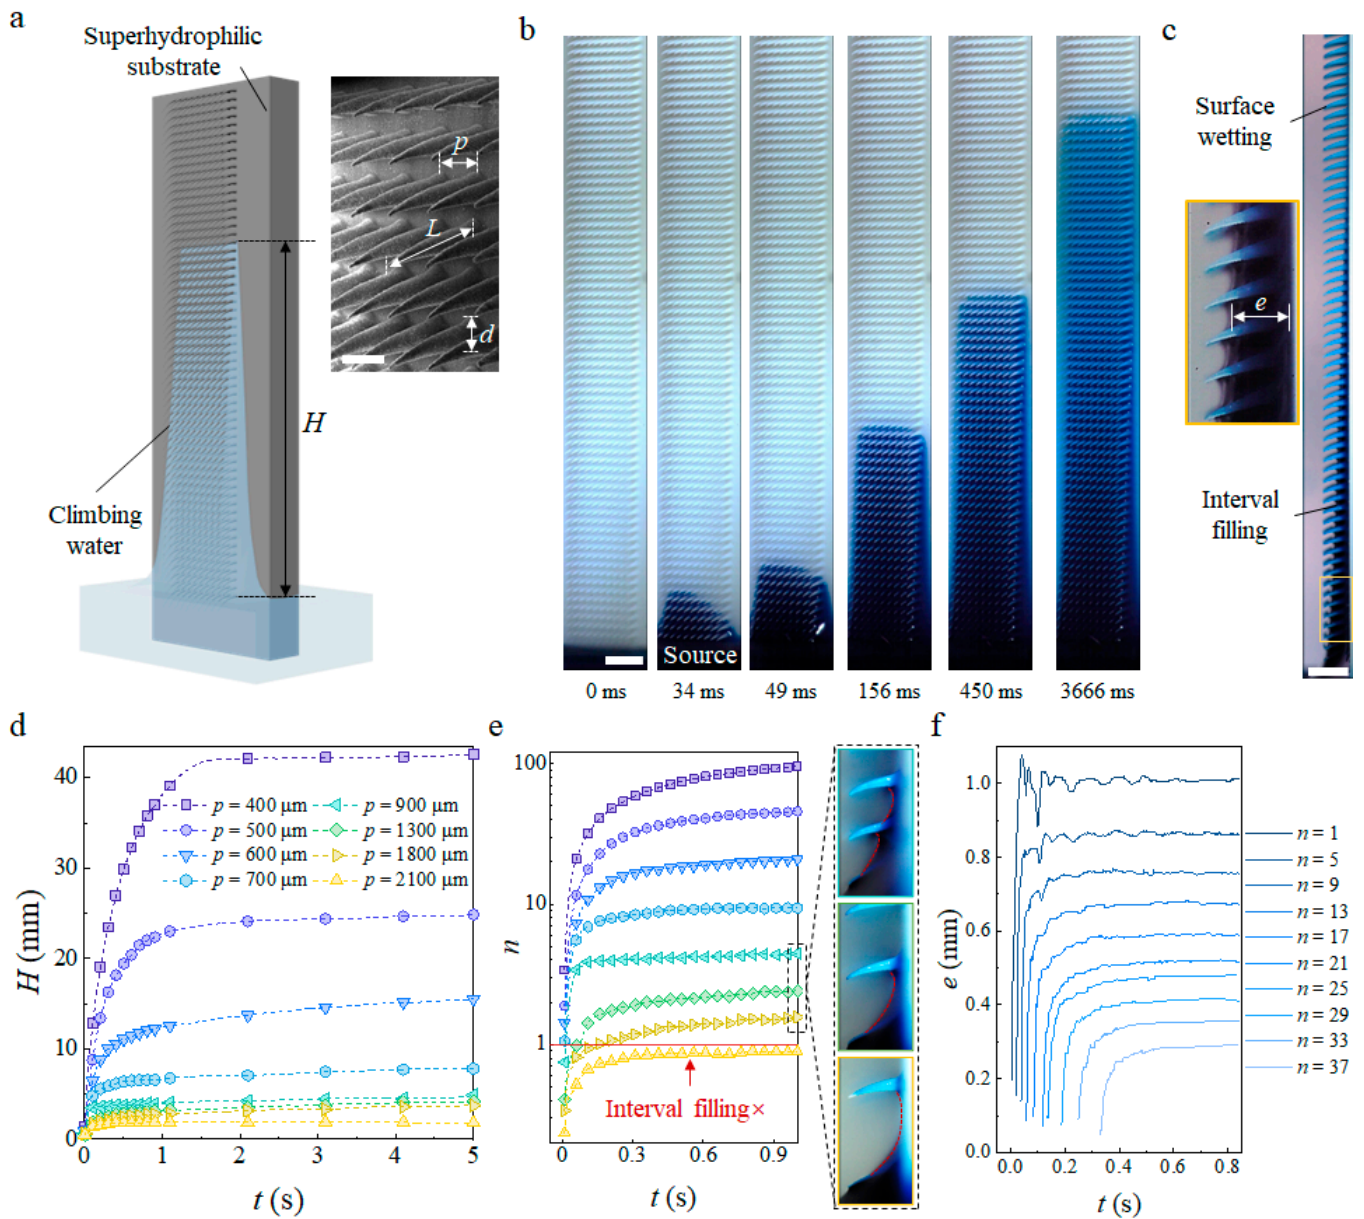 a
Superhydrophilic
substrate
p
L
d
H
Climbing
water
b
Source
0 ms
34 ms
49 ms
156 ms
450 ms
3666 ms
c
Surface
wetting
e
Interval
filling
d
H (mm)
40
30
20
10
0
p = 400 μm
p = 500 μm
p = 600 μm
p = 700 μm
p = 900 μm
p = 1300 μm
p = 1800 μm
p = 2100 μm
0
1
2
3
4
5
t (s)
e
n
100
10
1
Interval filling×
0
0.3
0.6
0.9
t (s)
f
e (mm)
1.0
0.8
0.6
0.4
0.2
0.0
n = 1
n = 5
n = 9
n = 13
n = 17
n = 21
n = 25
n = 29
n = 33
n = 37
0.0
0.2
0.4
0.6
0.8
t (s)